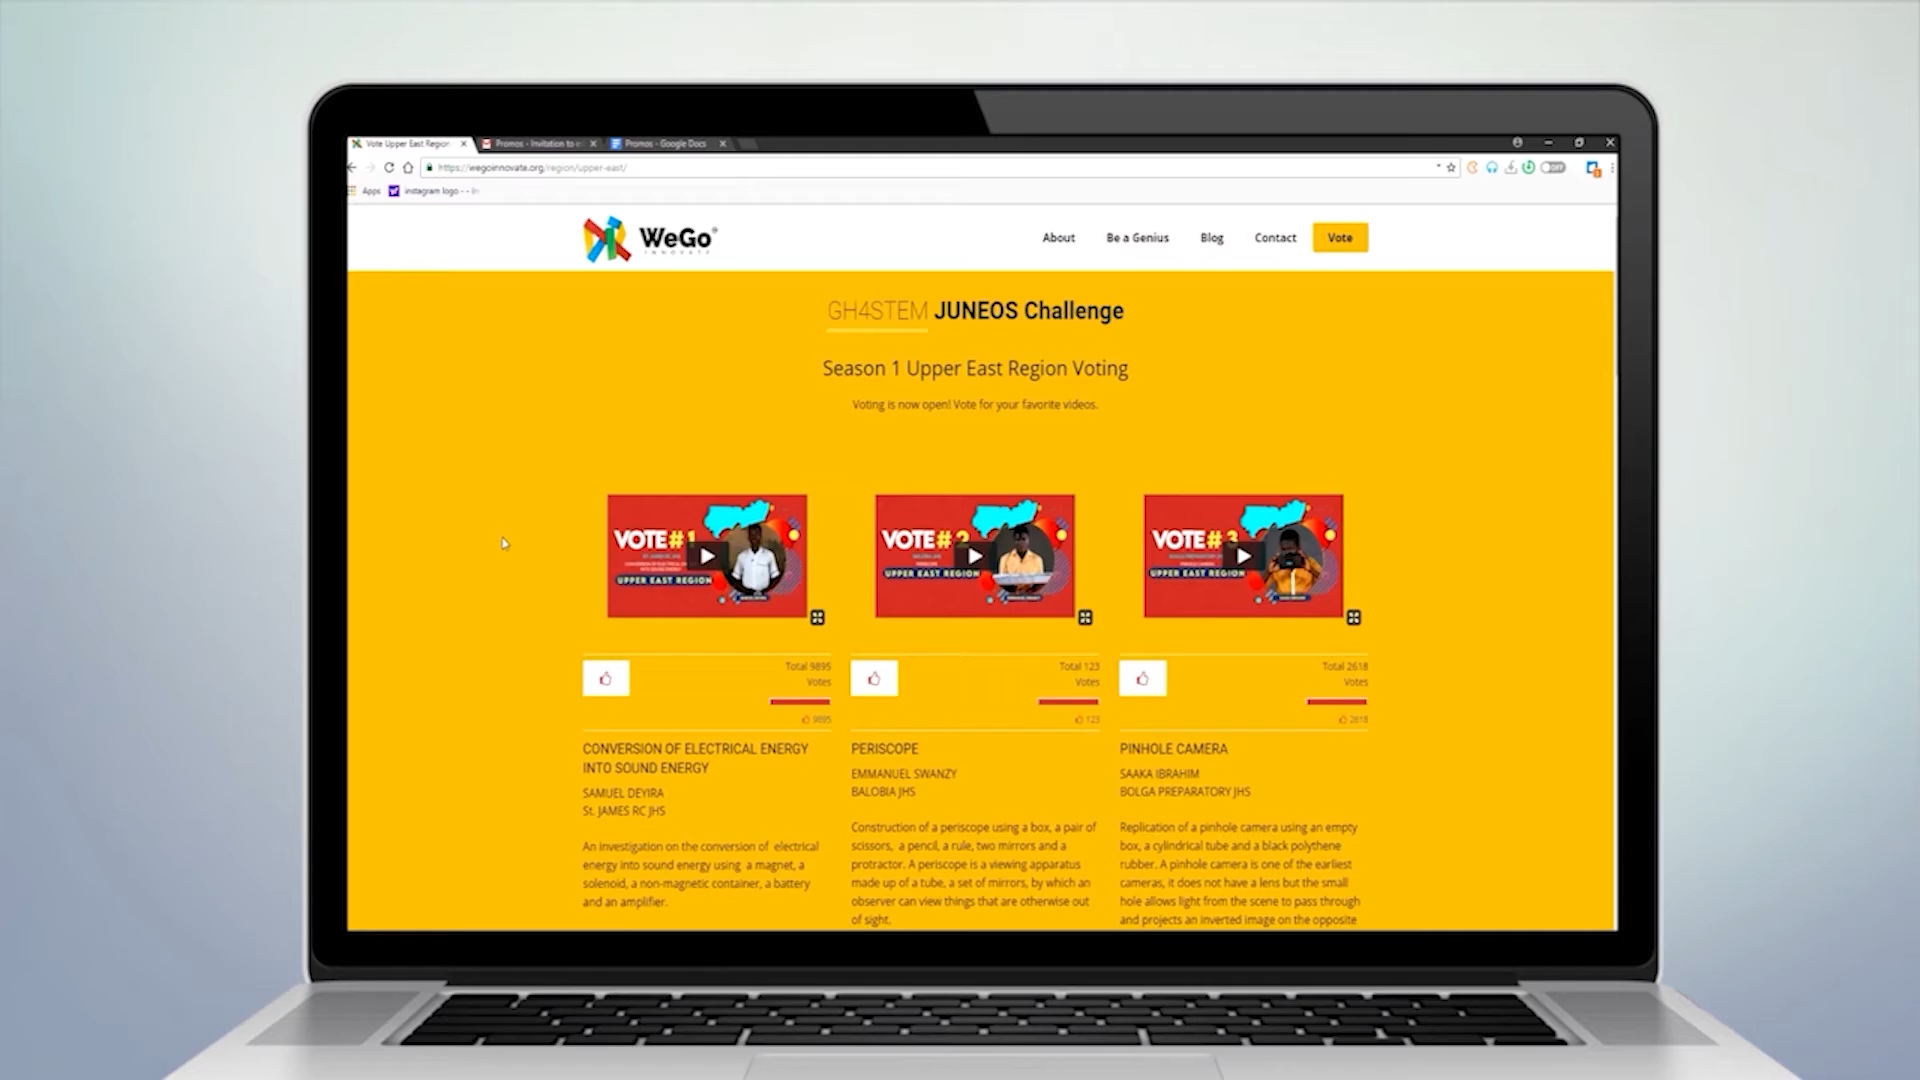 Vote Upper East Region
Promos - Invitation to e
Promos - Google Docs
https://wegoinnovate.org/region/upper-east/
OFF
Apps
instagram logo - -
WeGo
INNOVATE
About
Be a Genius
Blog
Contact
Vote
GH4STEM JUNEOS Challenge
Season 1 Upper East Region Voting
Voting is now open! Vote for your favorite videos.
VOTE#1
UPPER EAST REGION
VOTE#2
UPPER EAST REGION
VOTE#3
UPPER EAST REGION
Total 9895
Votes
9895
Total 123
Votes
123
Total 2618
Votes
2618
CONVERSION OF ELECTRICAL ENERGY
INTO SOUND ENERGY
SAMUEL DEYIRA
St. JAMES RC JHS
An investigation on the conversion of electrical
energy into sound energy using a magnet, a
solenoid, a non-magnetic container, a battery
and an amplifier.
PERISCOPE
EMMANUEL SWANZY
BALOBIA JHS
Construction of a periscope using a box, a pair of
scissors, a pencil, a rule, two mirrors and a
protractor. A periscope is a viewing apparatus
made up of a tube, a set of mirrors, by which an
observer can view things that are otherwise out
of sight.
PINHOLE CAMERA
SAAKA IBRAHIM
BOLGA PREPARATORY JHS
Replication of a pinhole camera using an empty
box, a cylindrical tube and a black polythene
rubber. A pinhole camera is one of the earliest
cameras, it does not have a lens but the small
hole allows light from the scene to pass through
and projects an inverted image on the opposite